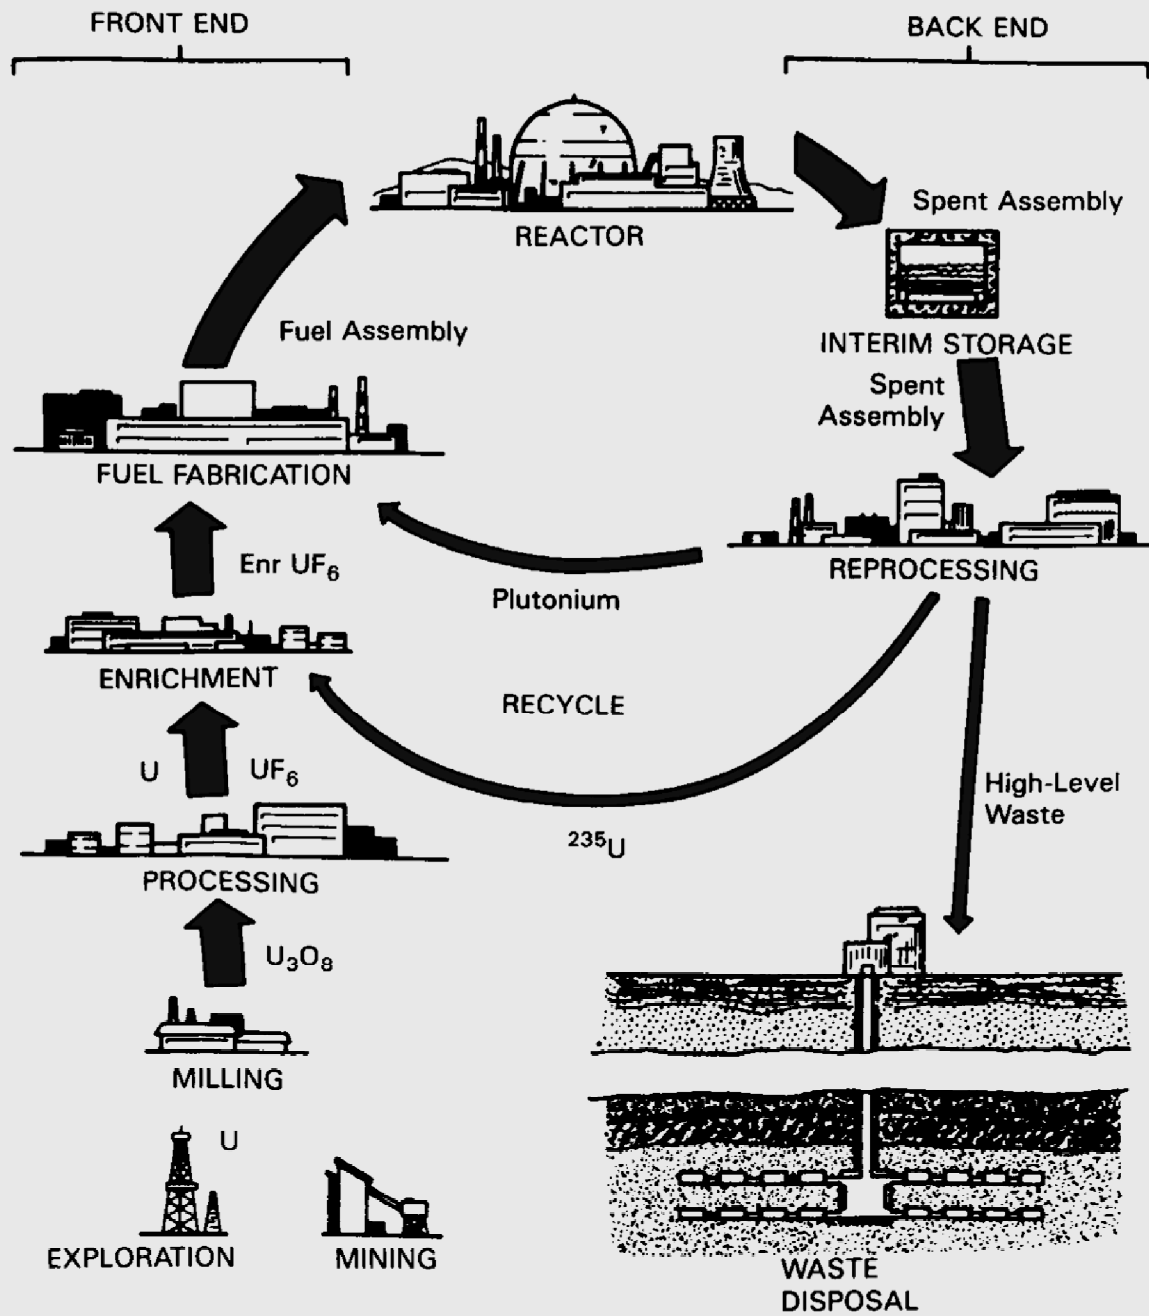 FRONT END
BACK END
REACTOR
Spent Assembly
INTERIM STORAGE
Fuel Assembly
Spent
Assembly
FUEL FABRICATION
REPROCESSING
Enr UF₆
Plutonium
ENRICHMENT
RECYCLE
U UF₆
High-Level
Waste
²³⁵U
PROCESSING
U₃O₈
MILLING
U
EXPLORATION
MINING
WASTE
DISPOSAL